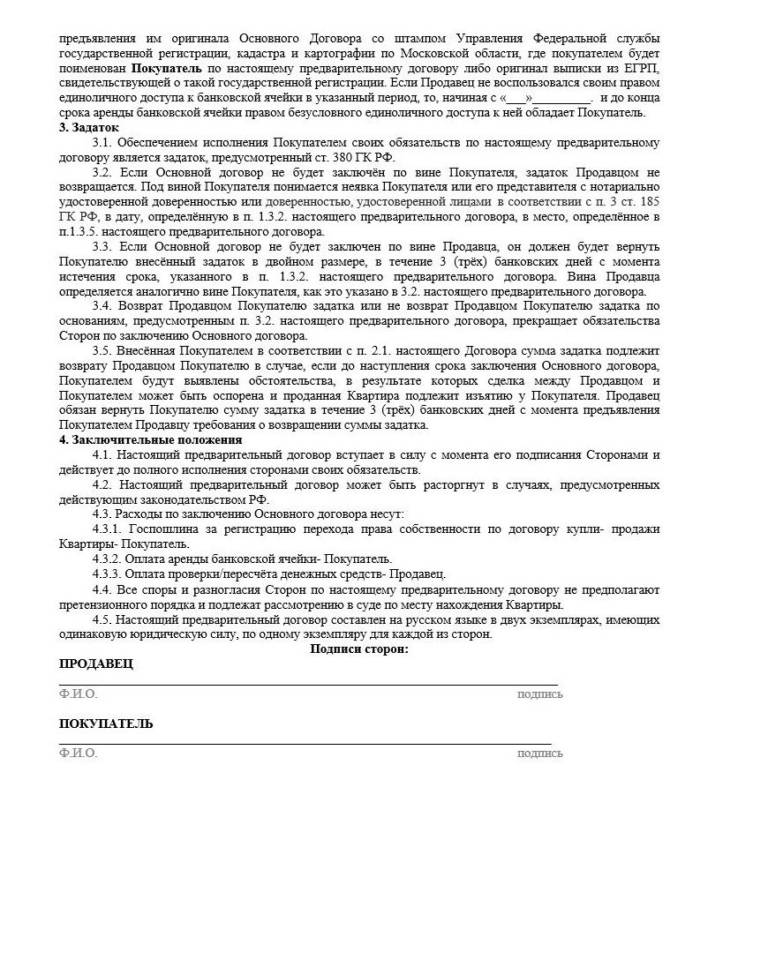 предъявления им оригинала Основного Договора со штампом Управления Федеральной службы
государственной регистрации, кадастра и картографии по Московской области, где покупателем будет
поименован Покупатель по настоящему предварительному договору либо оригинал выписки из ЕГРП,
свидетельствующей о такой государственной регистрации. Если Продавец не воспользовался своим правом
единоличного доступа к банковской ячейки в указанный период, то, начиная с «___»_________. и до конца
срока аренды банковской ячейки правом безусловного единоличного доступа к ней обладает Покупатель.
3. Задаток
3.1. Обеспечением исполнения Покупателем своих обязательств по настоящему предварительному
договору является задаток, предусмотренный ст. 380 ГК РФ.
3.2. Если Основной договор не будет заключён по вине Покупателя, задаток Продавцом не
возвращается. Под виной Покупателя понимается неявка Покупателя или его представителя с нотариально
удостоверенной доверенностью или доверенностью, удостоверенной лицами в соответствии с п. 3 ст. 185
ГК РФ, в дату, определённую в п. 1.3.2. настоящего предварительного договора, в место, определённое в
п.1.3.5. настоящего предварительного договора.
3.3. Если Основной договор не будет заключен по вине Продавца, он должен будет вернуть
Покупателю внесённый задаток в двойном размере, в течение 3 (трёх) банковских дней с момента
истечения срока, указанного в п. 1.3.2. настоящего предварительного договора. Вина Продавца
определяется аналогично вине Покупателя, как это указано в 3.2. настоящего предварительного договора.
3.4. Возврат Продавцом Покупателю задатка или не возврат Продавцом Покупателю задатка по
основаниям, предусмотренным п. 3.2. настоящего предварительного договора, прекращает обязательства
Сторон по заключению Основного договора.
3.5. Внесённая Покупателем в соответствии с п. 2.1. настоящего Договора сумма задатка подлежит
возврату Продавцом Покупателю в случае, если до наступления срока заключения Основного договора,
Покупателем будут выявлены обстоятельства, в результате которых сделка между Продавцом и
Покупателем может быть оспорена и проданная Квартира подлежит изъятию у Покупателя. Продавец
обязан вернуть Покупателю сумму задатка в течение 3 (трёх) банковских дней с момента предъявления
Покупателем Продавцу требования о возвращении суммы задатка.
4. Заключительные положения
4.1. Настоящий предварительный договор вступает в силу с момента его подписания Сторонами и
действует до полного исполнения сторонами своих обязательств.
4.2. Настоящий предварительный договор может быть расторгнут в случаях, предусмотренных
действующим законодательством РФ.
4.3. Расходы по заключению Основного договора несут:
4.3.1. Госпошлина за регистрацию перехода права собственности по договору купли- продажи
Квартиры- Покупатель.
4.3.2. Оплата аренды банковской ячейки- Покупатель.
4.3.3. Оплата проверки/пересчёта денежных средств- Продавец.
4.4. Все споры и разногласия Сторон по настоящему предварительному договору не предполагают
претензионного порядка и подлежат рассмотрению в суде по месту нахождения Квартиры.
4.5. Настоящий предварительный договор составлен на русском языке в двух экземплярах, имеющих
одинаковую юридическую силу, по одному экземпляру для каждой из сторон.
Подписи сторон:
ПРОДАВЕЦ
Ф.И.О. подпись
ПОКУПАТЕЛЬ
Ф.И.О. подпись